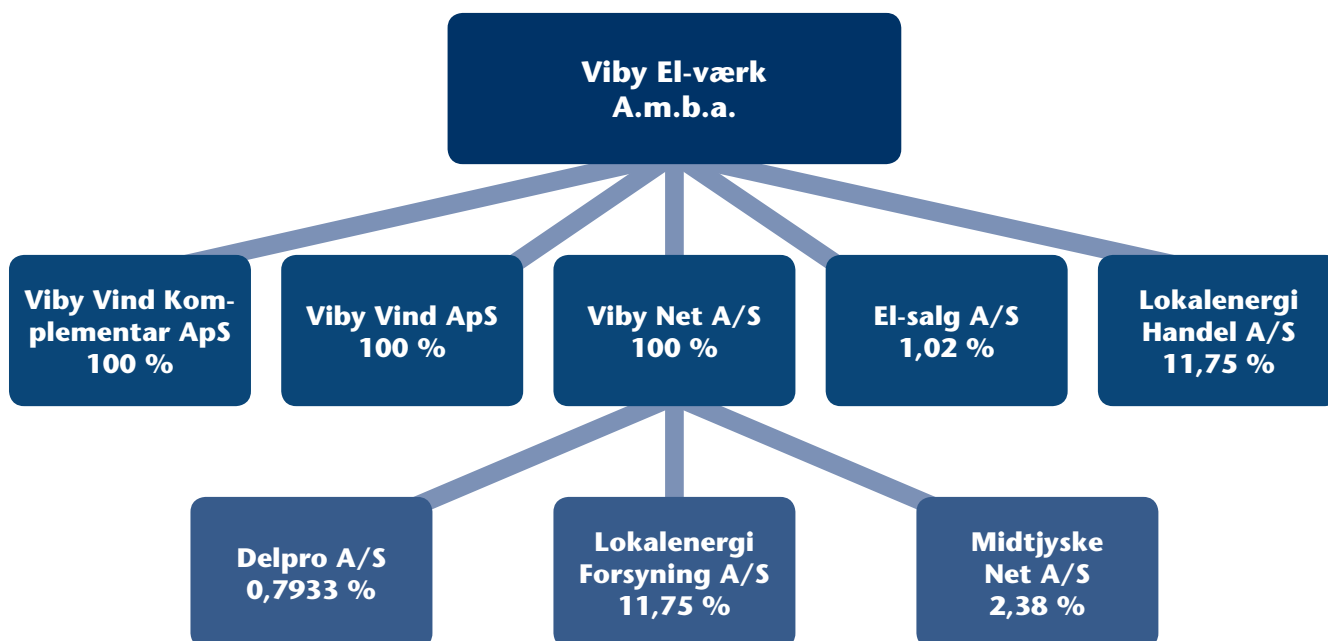 Viby El-værk
A.m.b.a.
Viby Vind Kom-
plementar ApS
100 %
Viby Vind ApS
100 %
Viby Net A/S
100 %
El-salg A/S
1,02 %
Lokalenergi
Handel A/S
11,75 %
Delpro A/S
0,7933 %
Lokalenergi
Forsyning A/S
11,75 %
Midtjyske
Net A/S
2,38 %